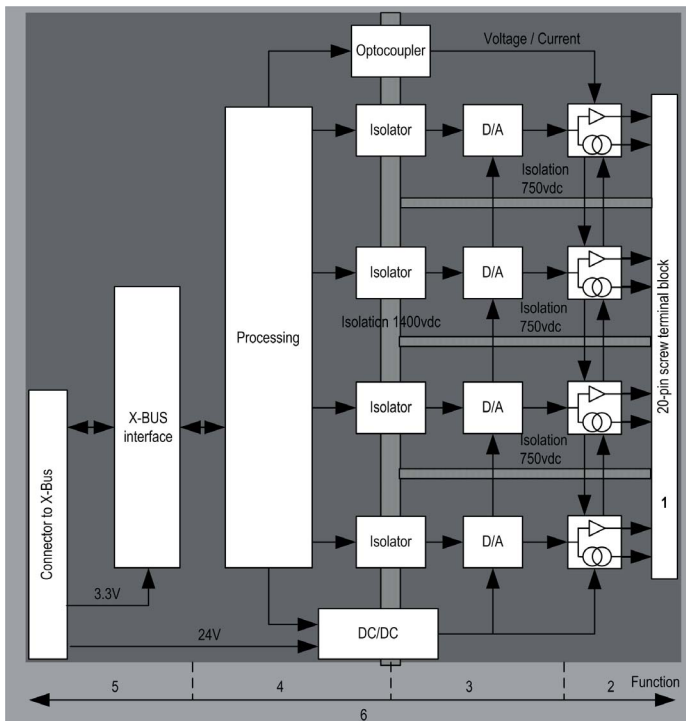 Optocoupler
Voltage / Current
Isolator
D/A
Isolation
750vdc
Isolator
D/A
Isolation 1400vdc
Isolation
750vdc
Processing
20-pin screw terminal block
X-BUS
interface
Isolator
D/A
Isolation
750vdc
Connector to X-Bus
1
Isolator
D/A
3.3V
24V
DC/DC
5
4
3
2
Function
6